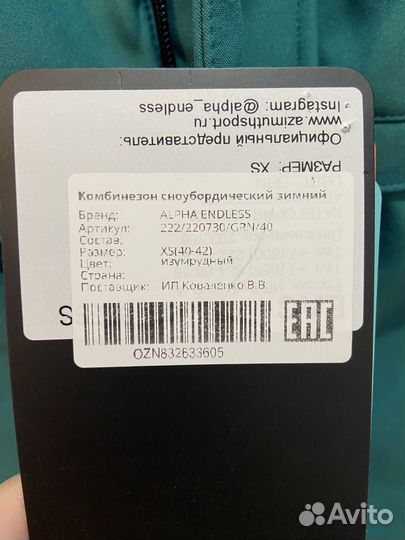 Instagram: @alpha_endless
www.azimuthsport.ru
Официальный представитель:
РАЗМЕР: XS
Комбинезон сноубордический зимний
Бренд: ALPHA ENDLESS
Артикул: 222/220730/GRN/40
Состав:
Размер: XS(40-42)
Цвет: изумрудный
Страна:
Поставщик: ИП Коваленко В.В.
EAC
OZN832633605
Avito